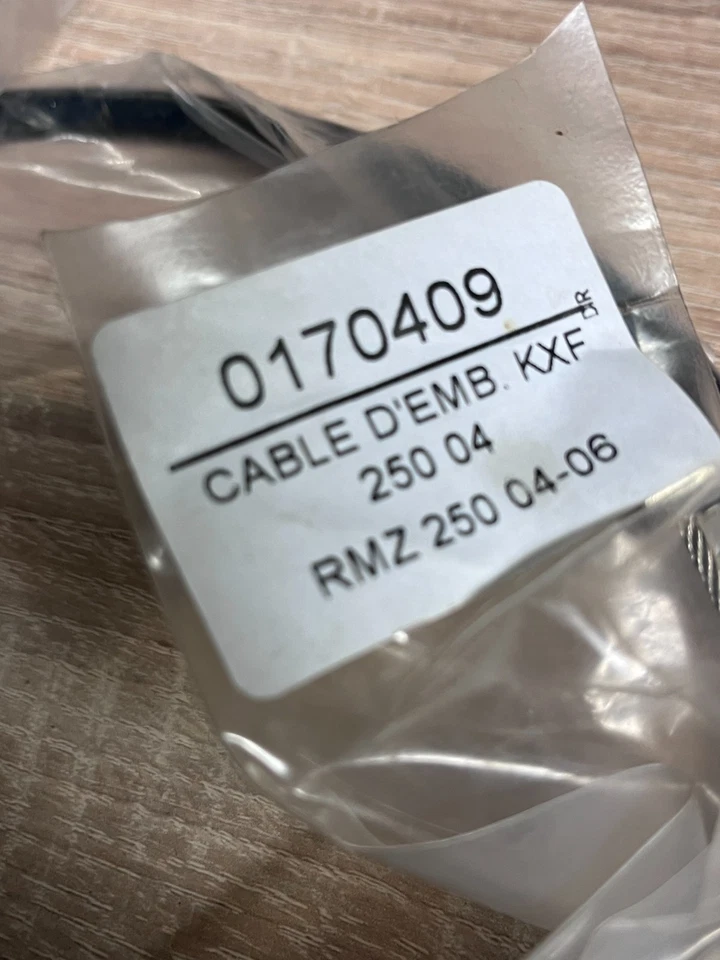 0170409
DR
CABLE D'EMB. KXF
250 04
RMZ 250 04-06